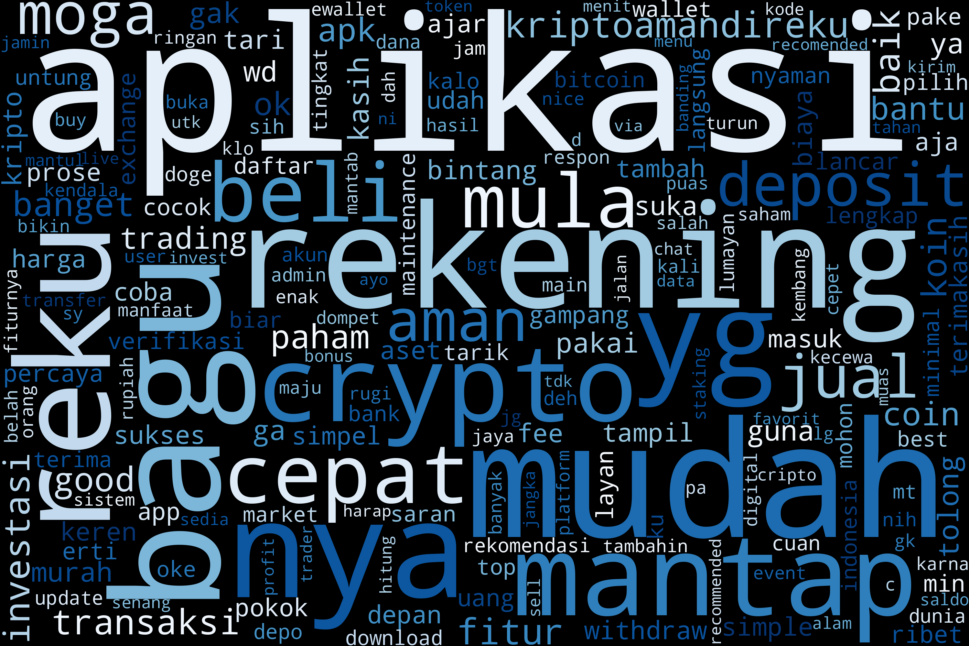 moga
gak
ewallet
token
menit
wallet
kode
pake
jamin
ringan
tari
apk
dana
ajar
jam
kriptoamandireku
menu
recomended
baik
ya
untung
wd
aplikasi
tingkat
kasih
dah
kalo
udah
bitcoin
nice
banding
langsung
nyaman
kirim
pilih
buka
ok
buy
utk
sih
ni
hasil
via
turun
biaya
bantu
tahan
kripto
mantul
live
exchange
klo
d
respon
aja
prose
doge
daftar
mantab
maintenance
bintang
tambah
puas
lancar
kendala
banget
cocok
beli
mula
suka
salah
deposit
saham
lengkap
bikin
trading
user
invest
rekening
akun
admin
ayo
bgt
chat
kali
data
lumayan
kembang
cepet
minimal
koin
terimakasih
harga
fiturnya
transfer
sy
coba
manfaat
enak
main
jalan
reku
bagus
biar
dompet
aman
gampang
yg
masuk
verifikasi
paham
bonus
aset
tarik
pakai
kecewa
percaya
rupiah
crypto
maju
rugi
bank
tdk
deh
staking
jual
muas
belah
orang
sukses
ga
simpel
jg
jaya
fee
tampil
favorit
guna
lg
mohon
coin
best
terima
good
sistem
cepat
mudah
banyak
jangka
platform
layan
ku
pa
digital
cripto
indonesia
mt
nih
gk
tolong
investasi
app
sedia
market
harap
saran
keren
erti
nya
profit
trader
hitung
rekomendasi
tambahin
cuan
karna
murah
oke
top
sell
mantap
event
c
min
saldo
update
senang
pokok
uang
recommended
dunia
transaksi
depo
download
depan
fitur
withdraw
simple
alam
ribet